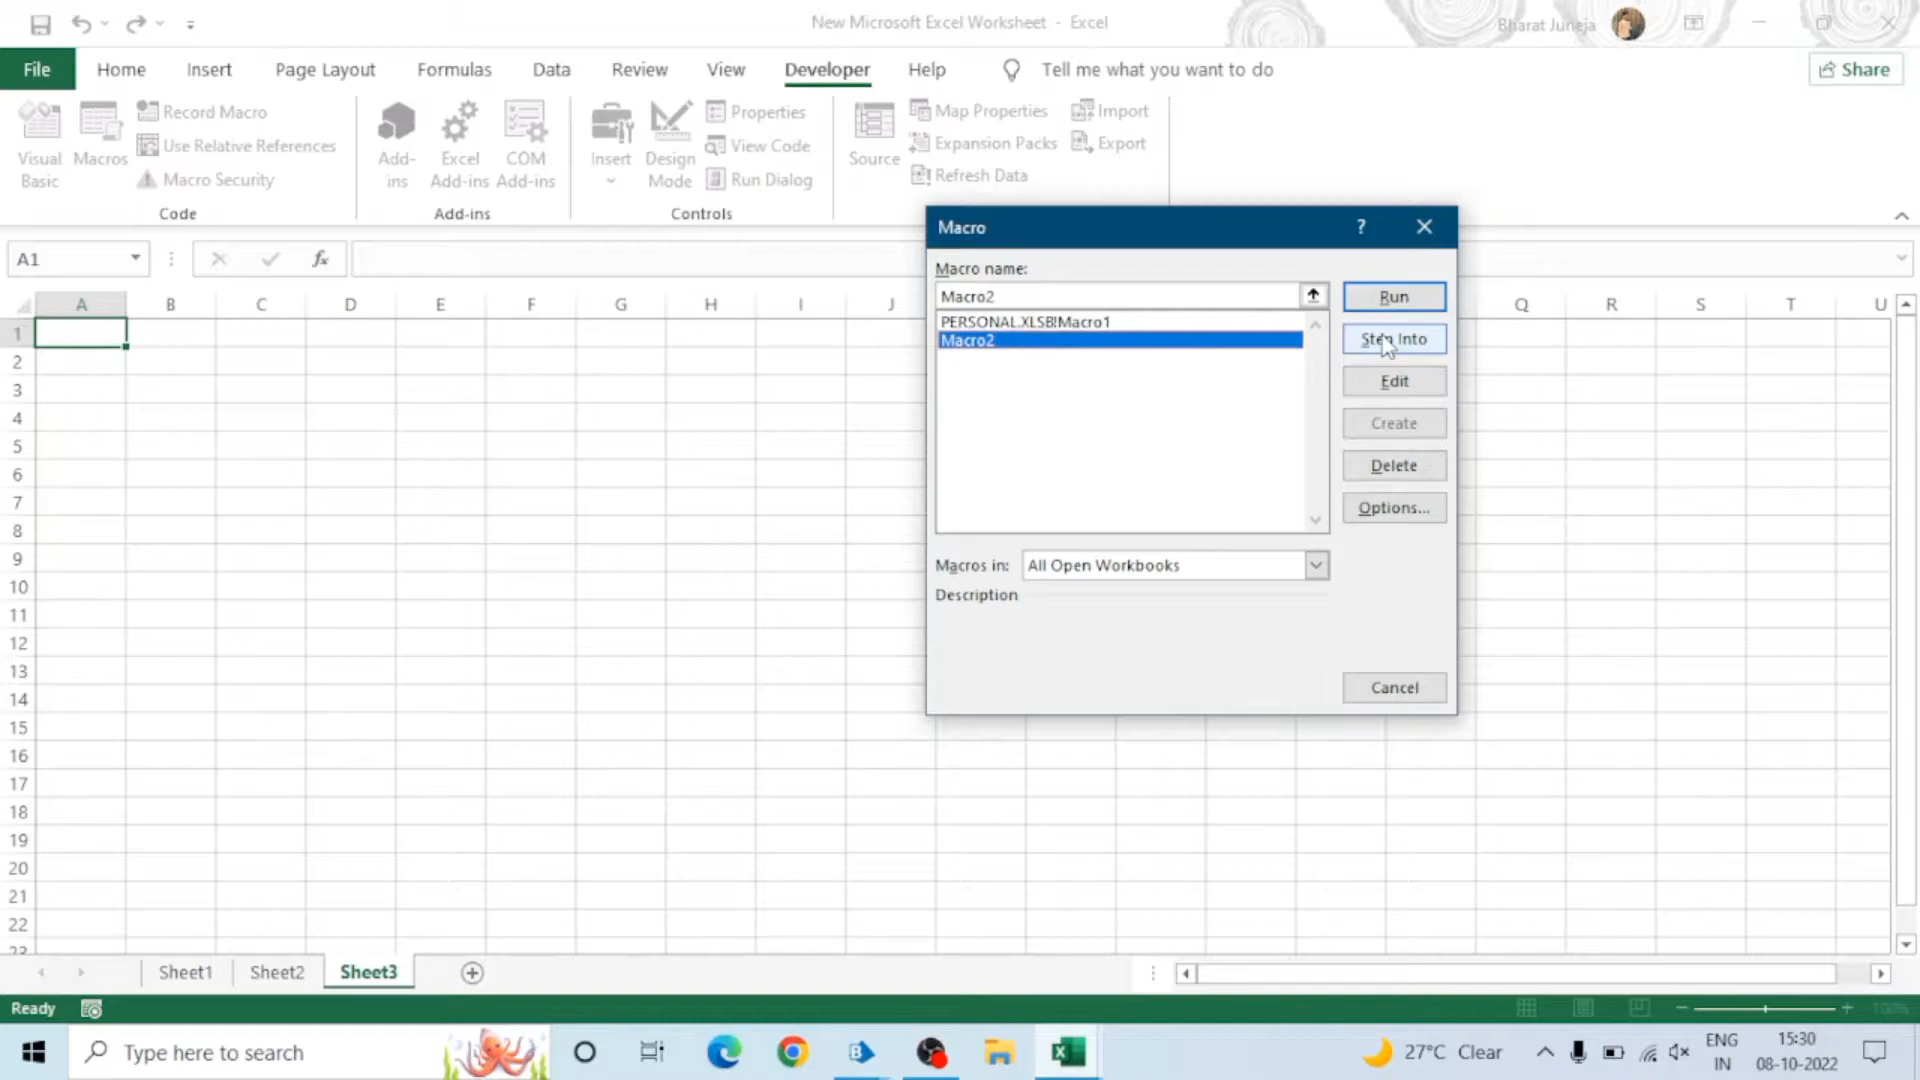 New Microsoft Excel Worksheet - Excel
Bharat Juneja
File Home Insert Page Layout Formulas Data Review View Developer Help Tell me what you want to do Share
Visual Basic
Macros
Record Macro
Use Relative References
Macro Security
Code
Add-ins
Excel Add-ins
COM Add-ins
Add-ins
Insert
Design Mode
Properties
View Code
Run Dialog
Controls
Source
Map Properties
Expansion Packs
Refresh Data
Import
Export
A1
fx
A B C D E F G H I J Q R S T U
1
2
3
4
5
6
7
8
9
10
11
12
13
14
15
16
17
18
19
20
21
22
23
Macro ?
Macro name:
Macro2
PERSONAL.XLSB!Macro1
Macro2
Run
Step Into
Edit
Create
Delete
Options...
Macros in: All Open Workbooks
Description
Cancel
Sheet1 Sheet2 Sheet3
Ready
100%
Type here to search
27°C Clear
ENG
IN
15:30
08-10-2022